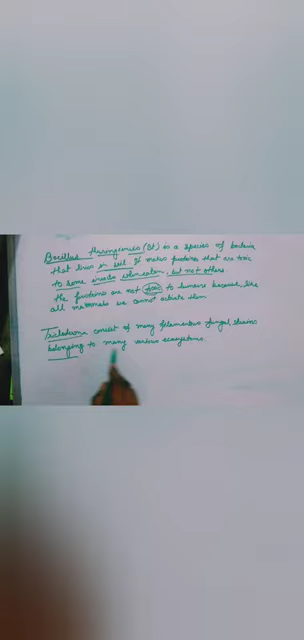 Bacillus thuringiensis (Bt) is a species of bacteria
that lives in soil. It makes proteins that are toxic
to some insects when eaten, but not others.
The proteins are not toxic to humans because, like
all mammals we cannot activate them
Trichoderma consist of many filamentous fungal strains
belonging to many various ecosystems.